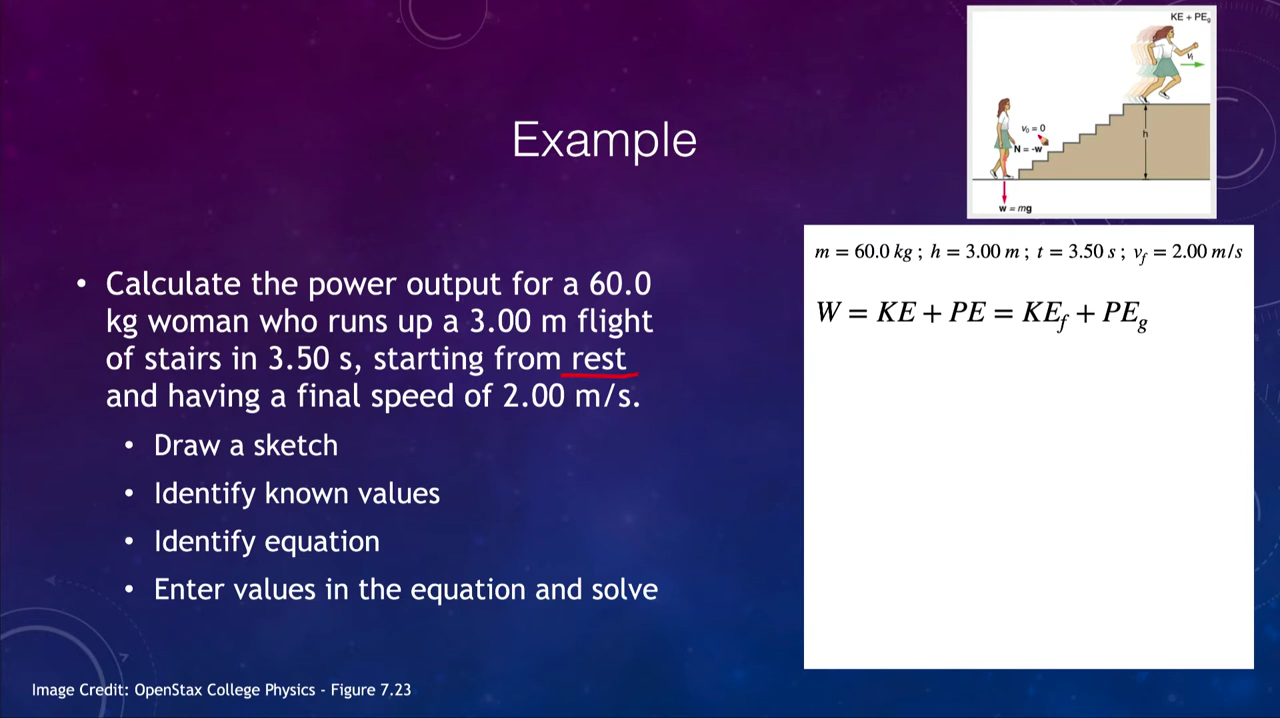 Example
KE + PE_g
v_f
v_0 = 0
N = -w
h
w = mg
• Calculate the power output for a 60.0
kg woman who runs up a 3.00 m flight
of stairs in 3.50 s, starting from rest
and having a final speed of 2.00 m/s.
• Draw a sketch
• Identify known values
• Identify equation
• Enter values in the equation and solve
m = 60.0 kg ; h = 3.00 m ; t = 3.50 s ; v_f = 2.00 m/s
W = KE + PE = KE_f + PE_g
Image Credit: OpenStax College Physics - Figure 7.23